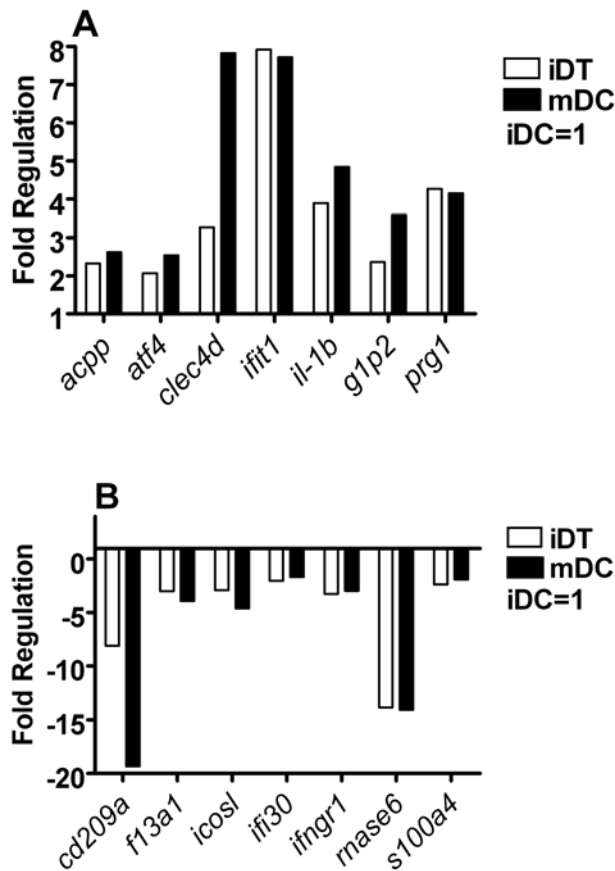 A
Fold Regulation
8
7
6
5
4
3
2
1
acpp
atf4
clec4d
ifit1
il-1b
g1p2
prg1
iDT
mDC
iDC=1
B
Fold Regulation
0
-5
-10
-15
-20
cd209a
f13a1
icosl
ifi30
ifngr1
rnase6
s100a4
iDT
mDC
iDC=1